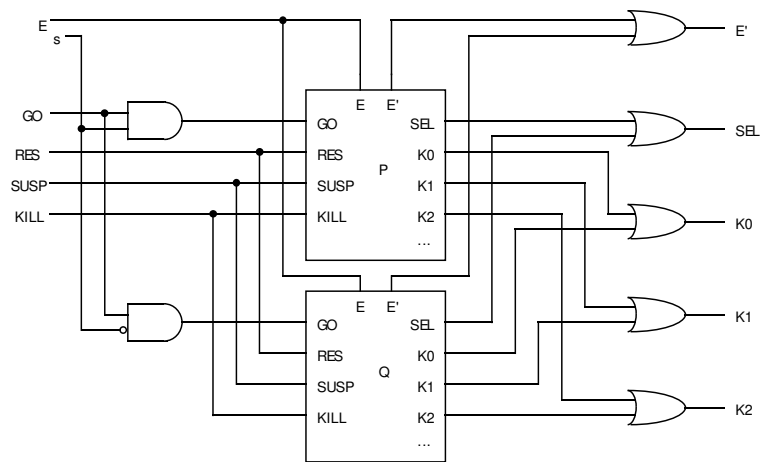 E
s
E'
E E'
GO
GO SEL
SEL
RES
RES K0
P
SUSP
SUSP K1
KILL
KILL K2
K0
...
E E'
GO SEL
K1
RES K0
Q
SUSP K1
KILL K2
K2
...